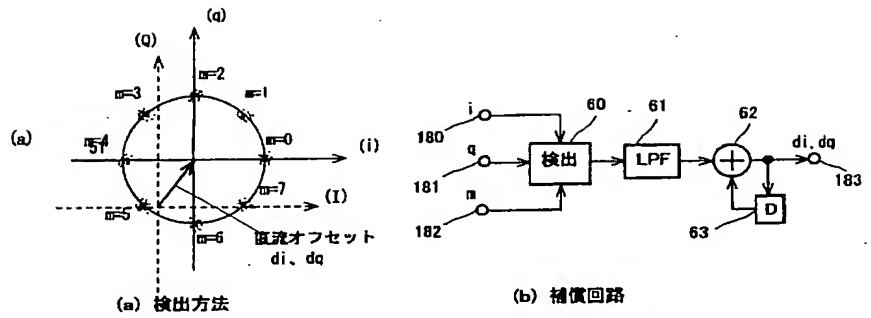 (a)
(Q)
(q)
m=2
m=3
m=1
m=4
51
m=0
(i)
m=5
m=7
(I)
m=6
直流オフセット
di、dq
(a) 検出方法
i
180
q
181
m
182
60
検出
61
LPF
62
+
di,dq
183
63
D
(b) 補償回路